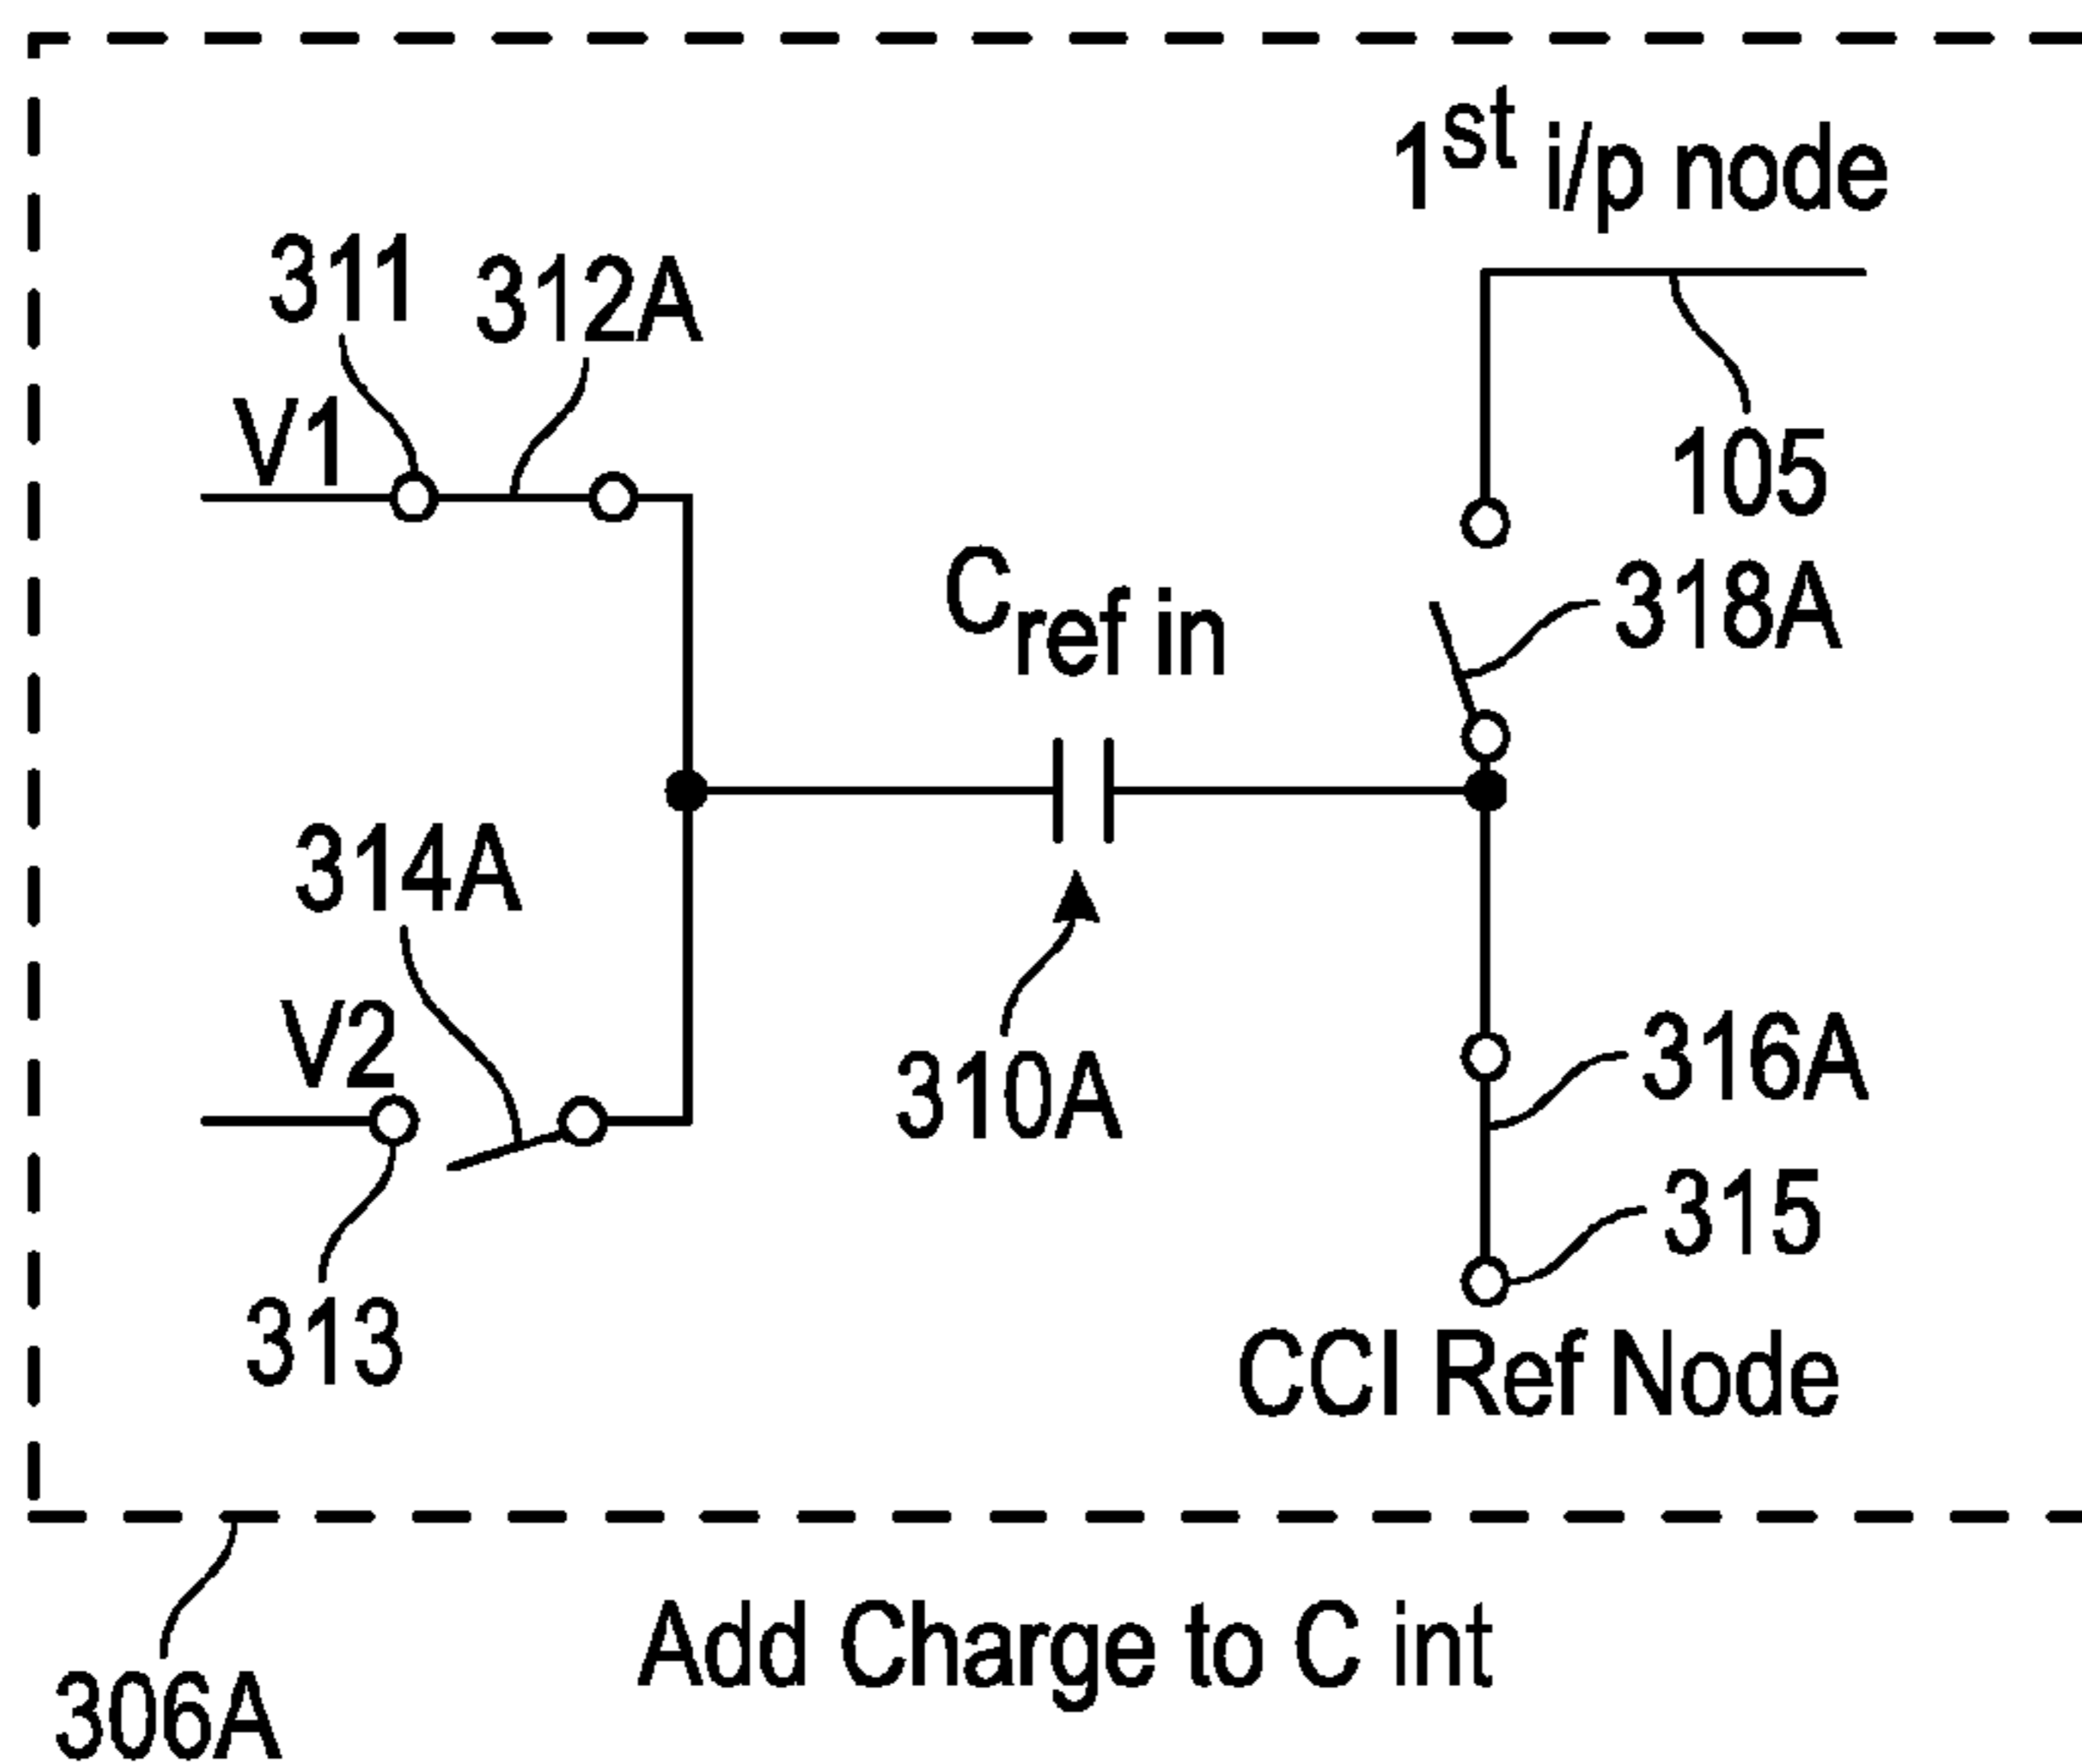 1st i/p node
311
312A
V1
105
C ref in
318A
314A
V2
310A
316A
315
313
CCI Ref Node
306A
Add Charge to C int